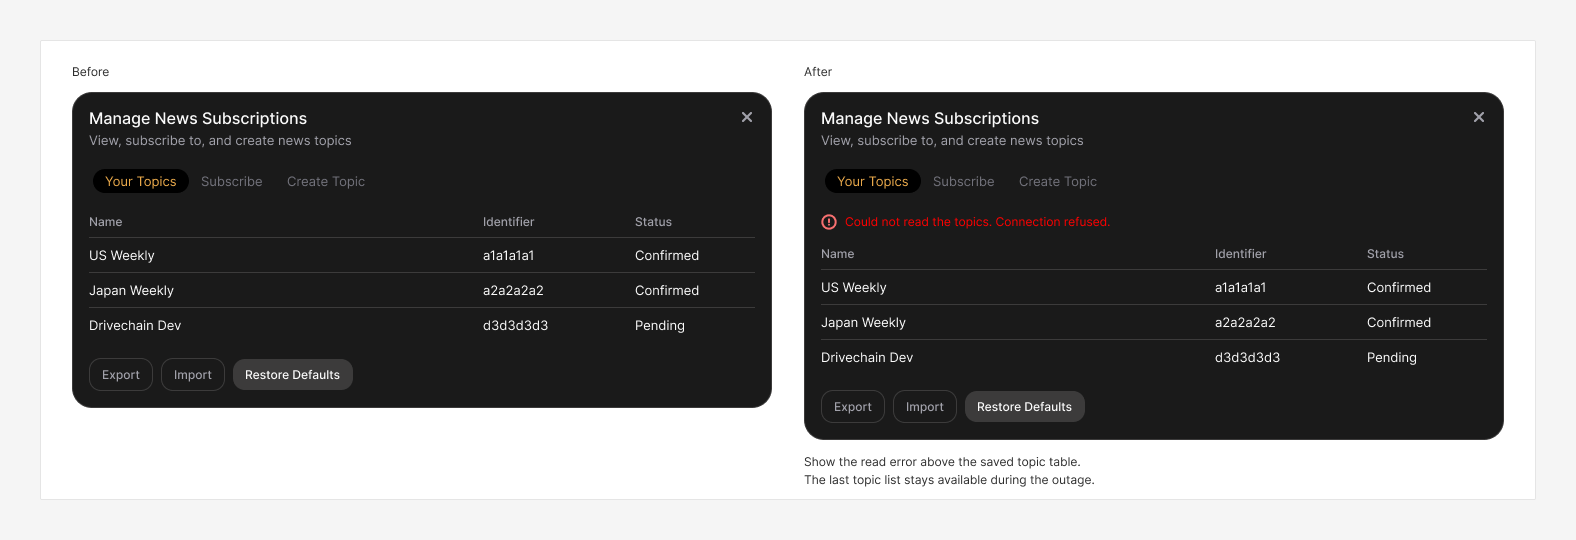 Before
Manage News Subscriptions
View, subscribe to, and create news topics
Your Topics Subscribe Create Topic
Name Identifier Status
US Weekly a1a1a1a1 Confirmed
Japan Weekly a2a2a2a2 Confirmed
Drivechain Dev d3d3d3d3 Pending
Export Import Restore Defaults
After
Manage News Subscriptions
View, subscribe to, and create news topics
Your Topics Subscribe Create Topic
Could not read the topics. Connection refused.
Name Identifier Status
US Weekly a1a1a1a1 Confirmed
Japan Weekly a2a2a2a2 Confirmed
Drivechain Dev d3d3d3d3 Pending
Export Import Restore Defaults
Show the read error above the saved topic table.
The last topic list stays available during the outage.